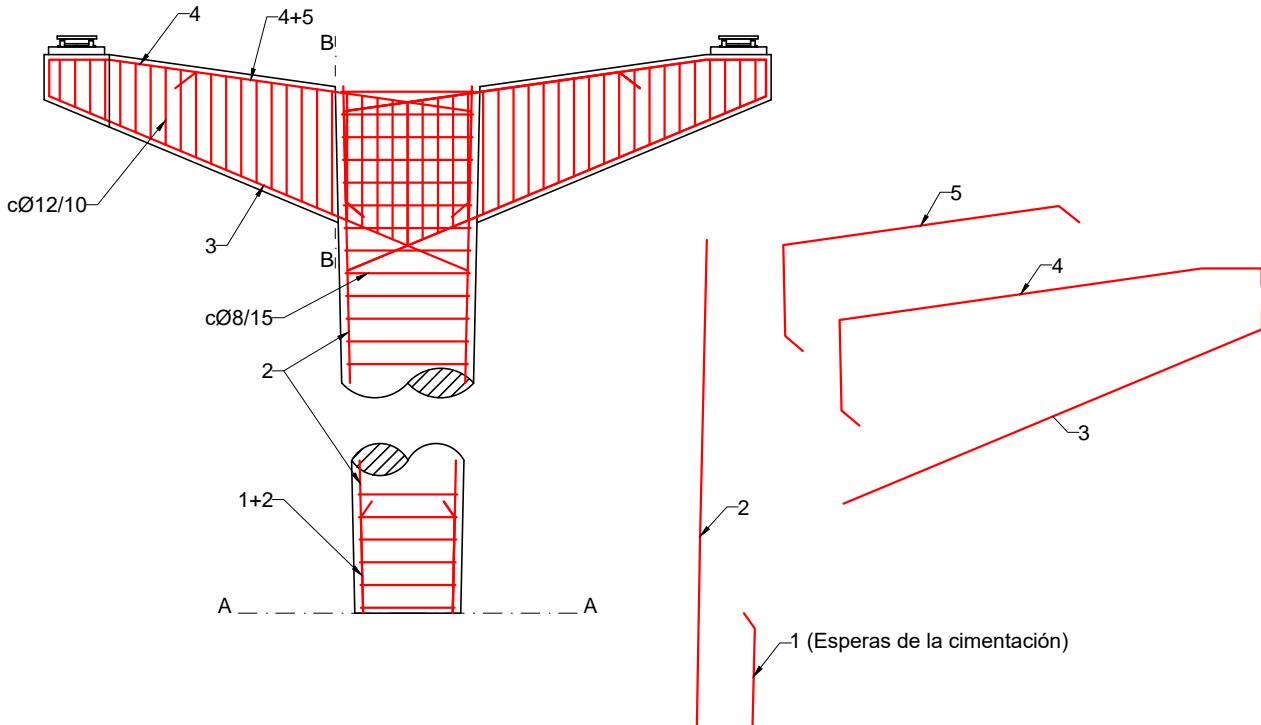 4
4+5
B
cØ12/10
3
B
cØ8/15
2
1+2
A
A
5
4
3
2
1 (Esperas de la cimentación)